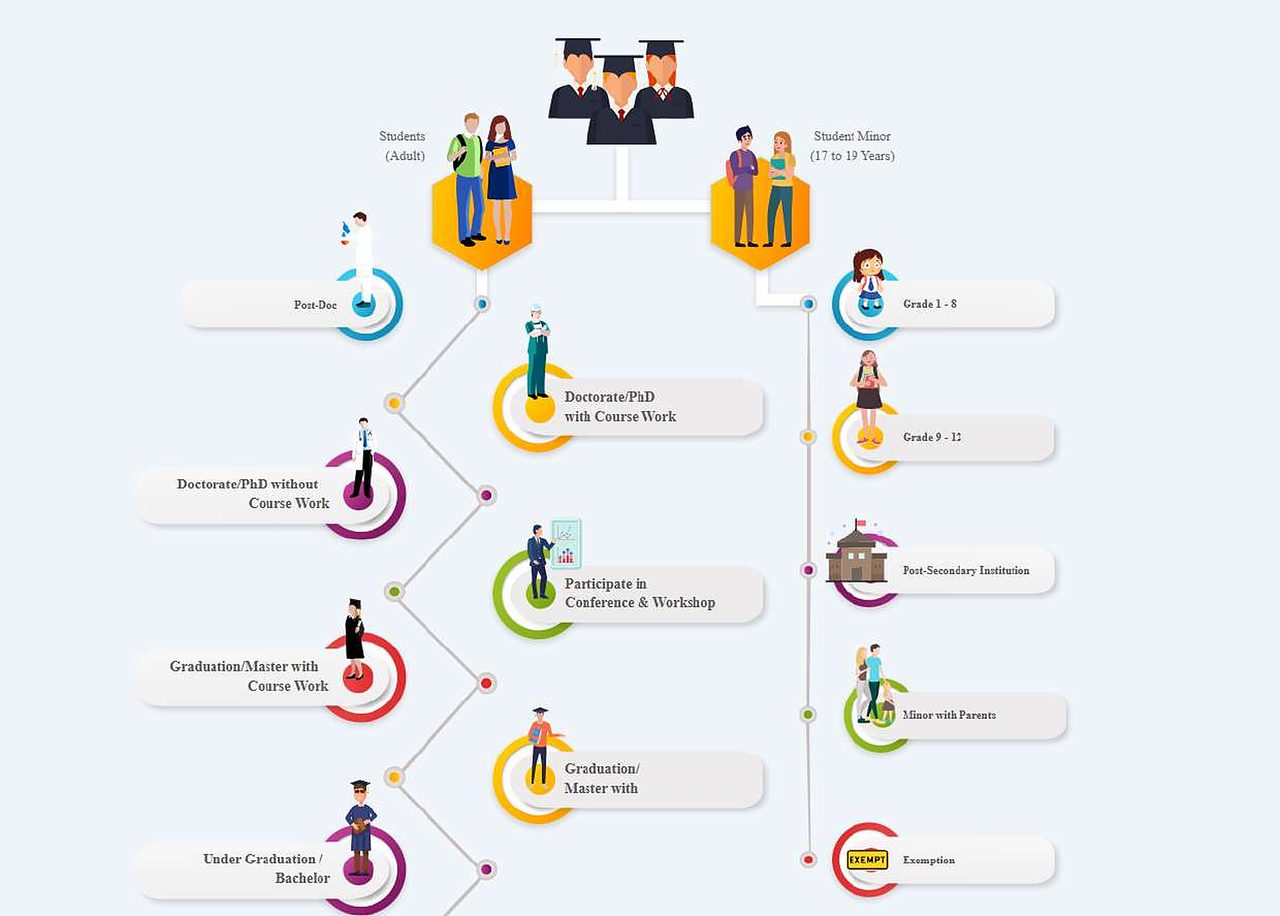 Students
(Adult)
Student Minor
(17 to 19 Years)
Post-Doc
Doctorate/PhD
with Course Work
Doctorate/PhD without
Course Work
Participate in
Conference & Workshop
Graduation/Master with
Course Work
Graduation/
Master with
Under Graduation /
Bachelor
Grade 1 - 8
Grade 9 - 12
Post-Secondary Institution
Minor with Parents
EXEMPT
Exemption